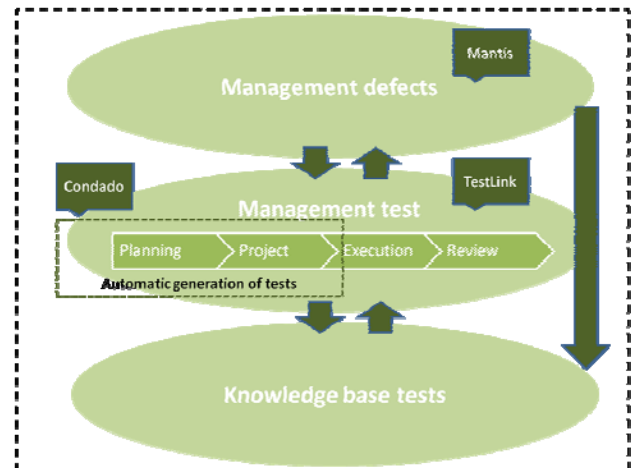 Mantis
Management defects
Condado
TestLink
Management test
Planning
Project
Execution
Review
Automatic generation of tests
Knowledge base tests